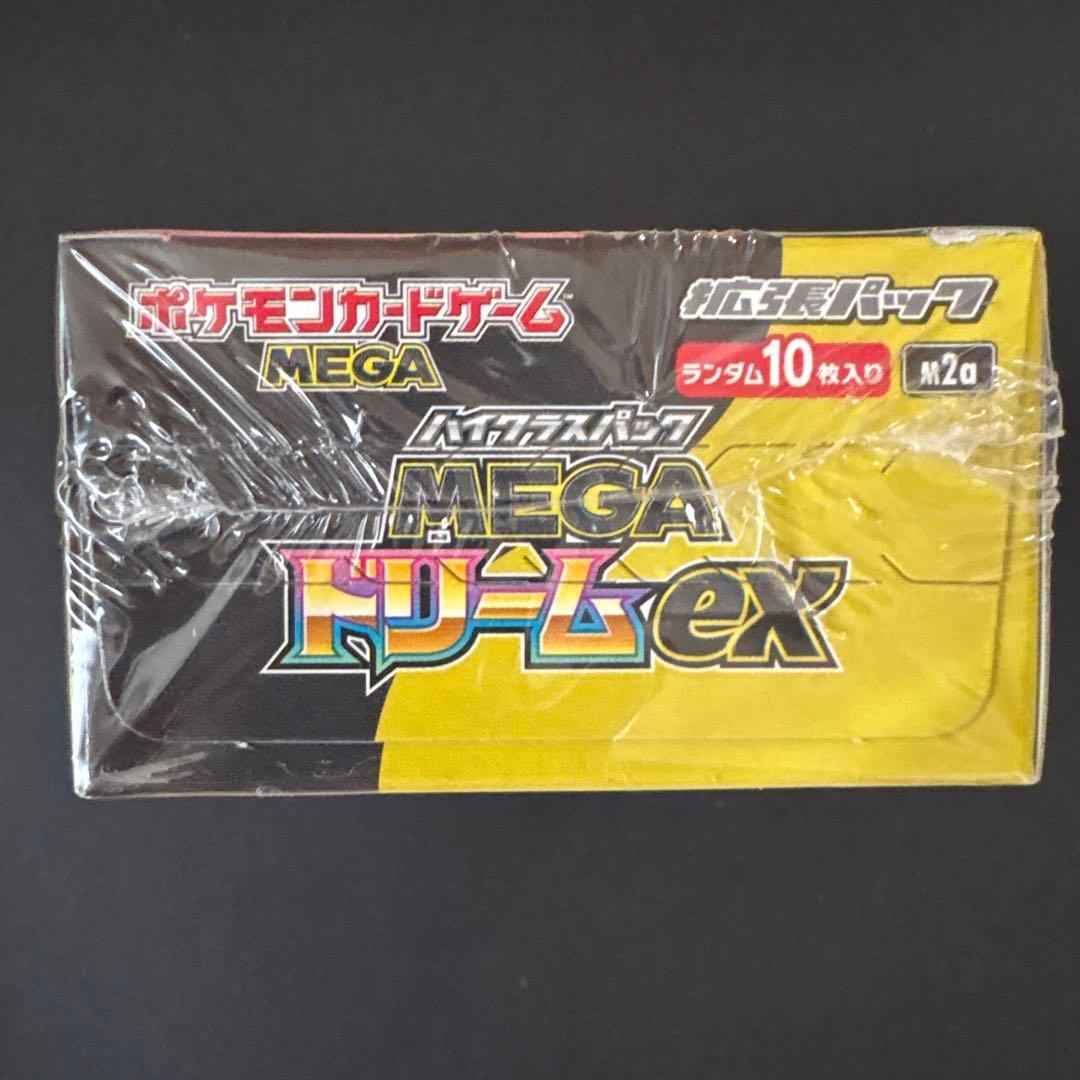 ポケモンカードゲーム™
MEGA
拡張パック
ランダム10枚入り
M2a
ハイクラスパック
MEGA
ドリームex